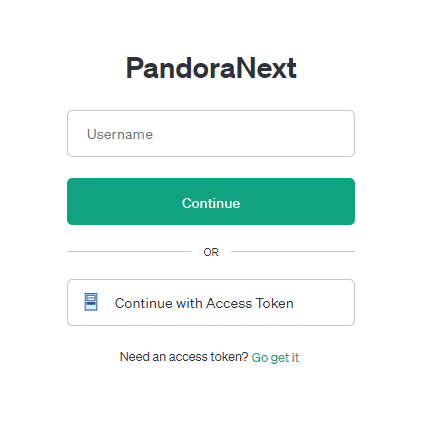 PandoraNext
Username
Continue
OR
Continue with Access Token
Need an access token? Go get it